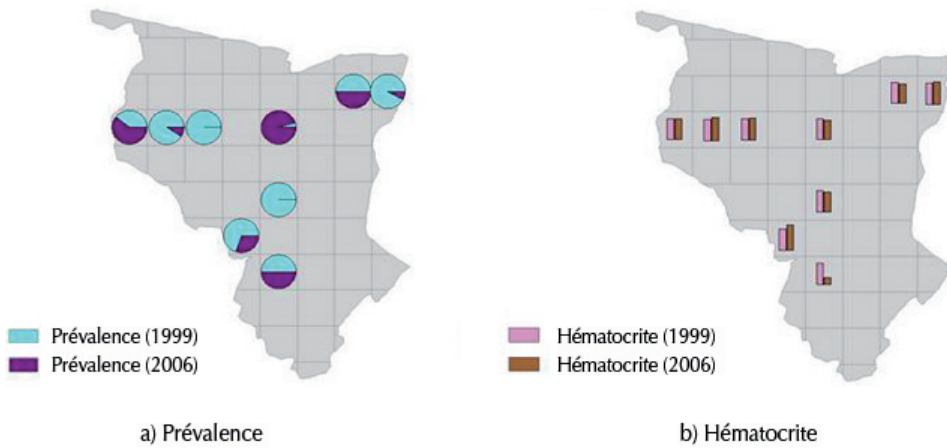 Prévalence (1999)
Prévalence (2006)
a) Prévalence
Hématocrite (1999)
Hématocrite (2006)
b) Hématocrite